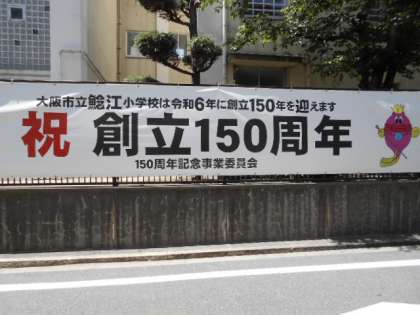 大阪市立鯰江小学校は令和6年に創立150年を迎えます
祝 創立150周年
150周年記念事業委員会